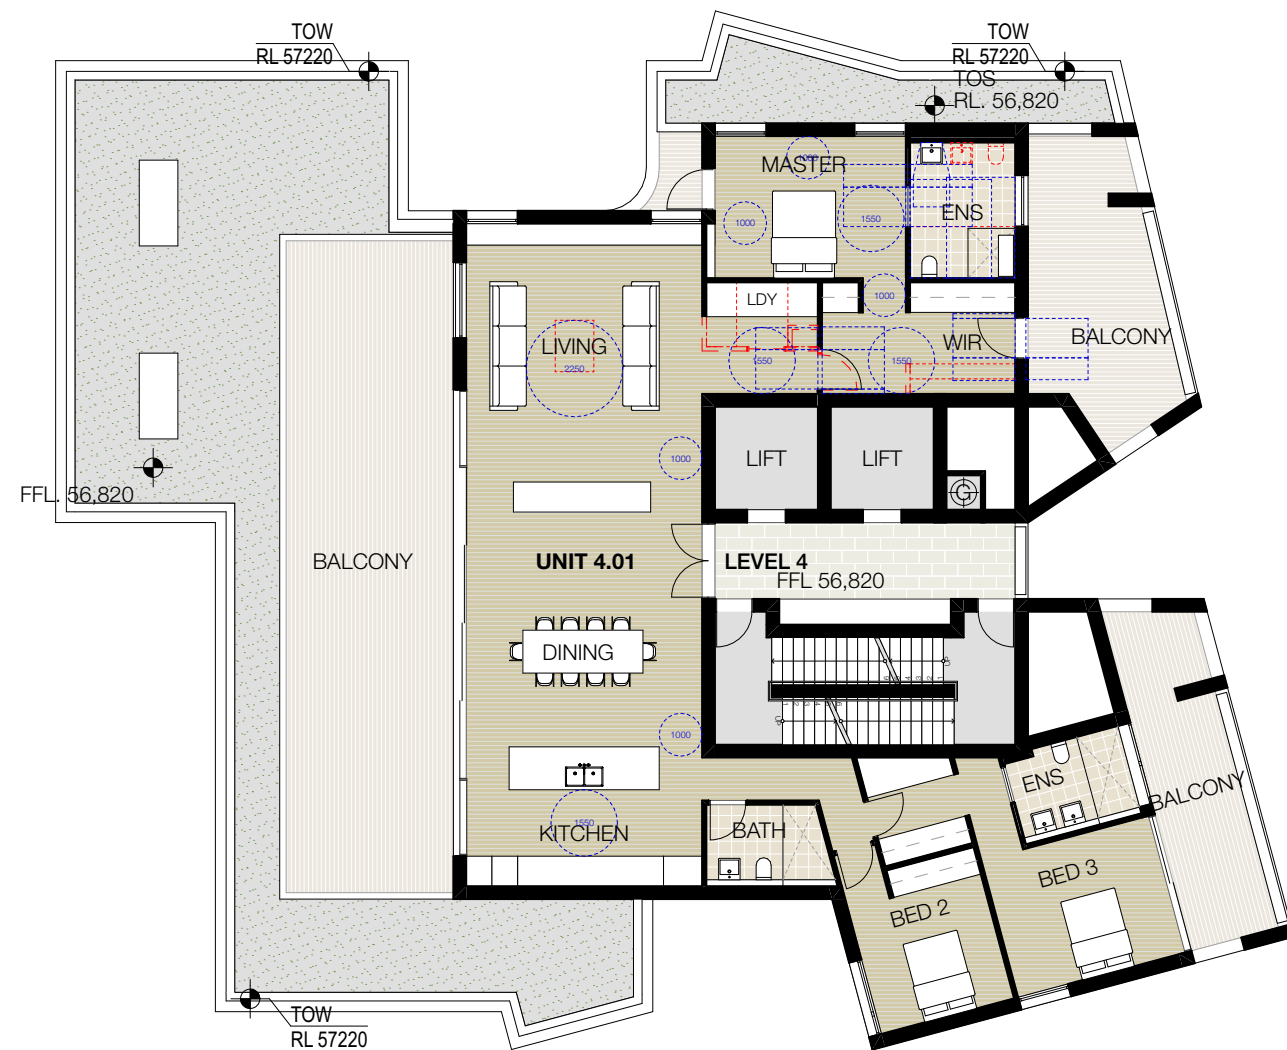 TOW
RL 57220
TOW
RL 57220
TOS
RL. 56,820
MASTER
1000
1000
1550
ENS
1000
LDY
LIVING
2250
1550
1550
WIR
BALCONY
1000
LIFT
LIFT
G
FFL. 56,820
BALCONY
UNIT 4.01
LEVEL 4
FFL 56,820
DINING
UP
1000
KITCHEN
1550
BATH
ENS
BALCONY
BED 2
BED 3
TOW
RL 57220